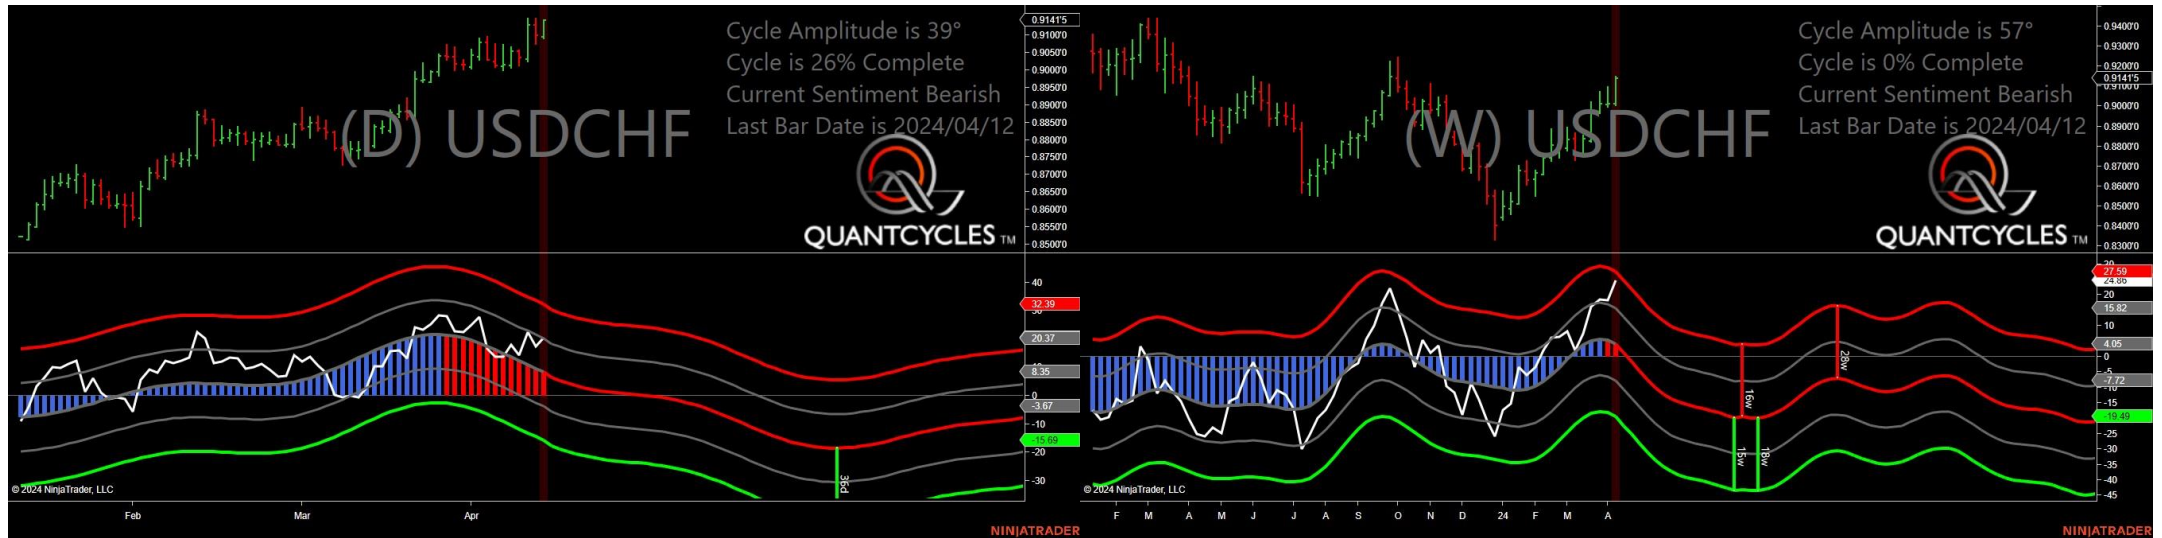 Cycle Amplitude is 39°
Cycle is 26% Complete
Current Sentiment Bearish
Last Bar Date is 2024/04/12
(D) USDCHF
QUANTCYCLES TM
0.9141'5
0.9100'0
0.9050'0
0.9000'0
0.8950'0
0.8900'0
0.8850'0
0.8800'0
0.8750'0
0.8700'0
0.8650'0
0.8600'0
0.8550'0
0.8500'0
40
32.39
30
20.37
8.35
0
-3.67
-10
-15.69
-20
-30
36d
© 2024 NinjaTrader, LLC
Feb Mar Apr
NINJATRADER
Cycle Amplitude is 57°
Cycle is 0% Complete
Current Sentiment Bearish
Last Bar Date is 2024/04/12
(W) USDCHF
QUANTCYCLES TM
0.9400'0
0.9300'0
0.9200'0
0.9141'5
0.9100'0
0.9000'0
0.8900'0
0.8800'0
0.8700'0
0.8600'0
0.8500'0
0.8400'0
0.8300'0
27.59
24.86
20
15.82
10
4.05
0
-5
-7.72
-10
-15
-19.49
-25
-30
-35
-40
-45
16w
28w
15w
18w
© 2024 NinjaTrader, LLC
F M A M J J A S O N D 24 F M A
NINJATRADER